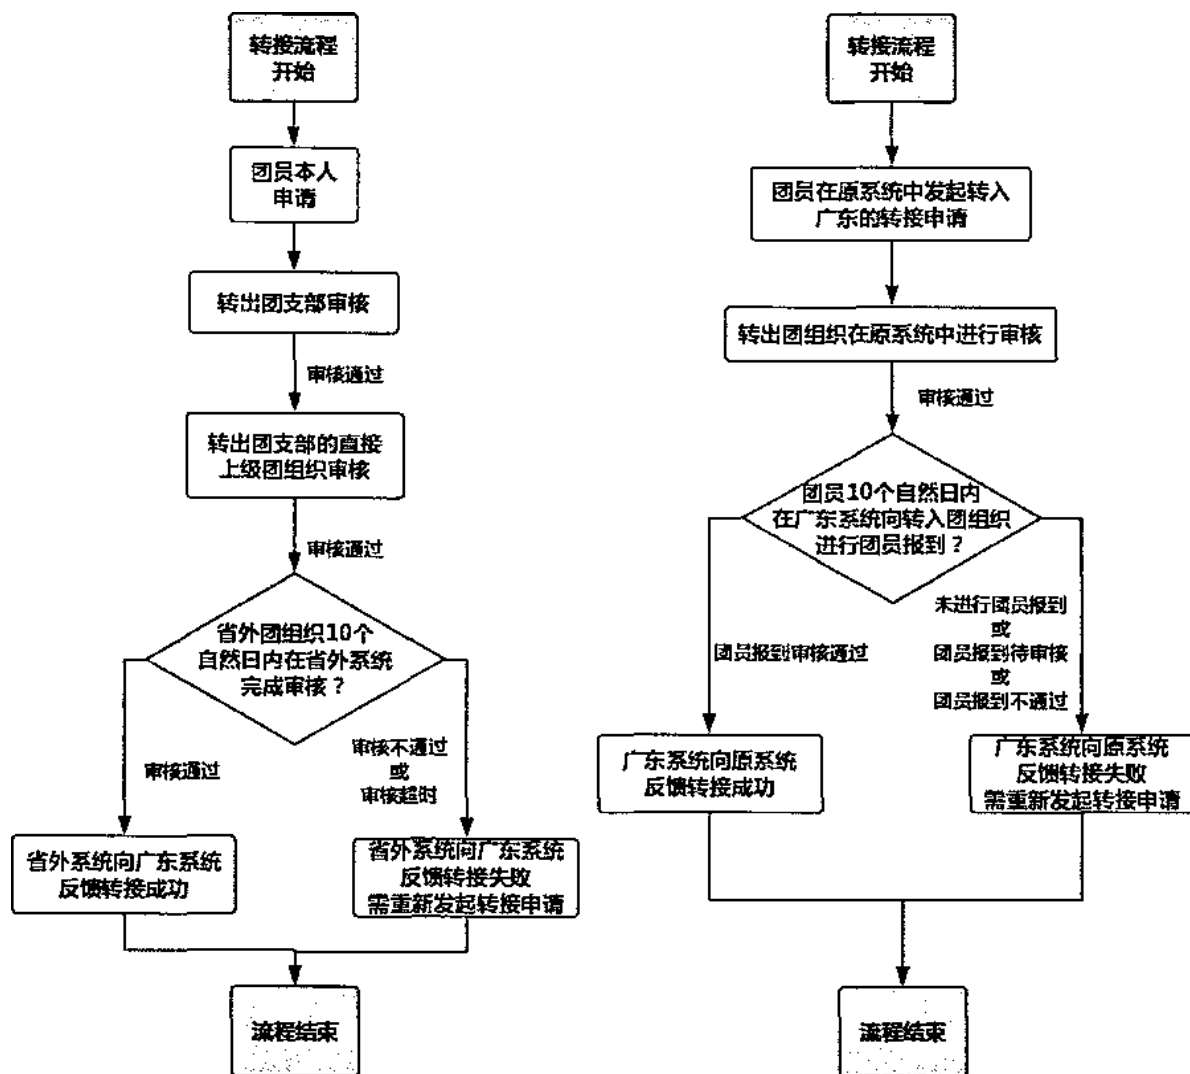 转接流程
开始
团员本人
申请
转出团支部审核
审核通过
转出团支部的直接
上级团组织审核
审核通过
省外团组织10个
自然日内在省外系统
完成审核？
审核通过
审核不通过
或
审核超时
省外系统向广东系统
反馈转接成功
省外系统向广东系统
反馈转接失败
需重新发起转接申请
流程结束
转接流程
开始
团员在原系统中发起转入
广东的转接申请
转出团组织在原系统中进行审核
审核通过
团员10个自然日内
在广东系统向转入团组织
进行团员报到？
团员报到审核通过
未进行团员报到
或
团员报到待审核
或
团员报到不通过
广东系统向原系统
反馈转接成功
广东系统向原系统
反馈转接失败
需重新发起转接申请
流程结束